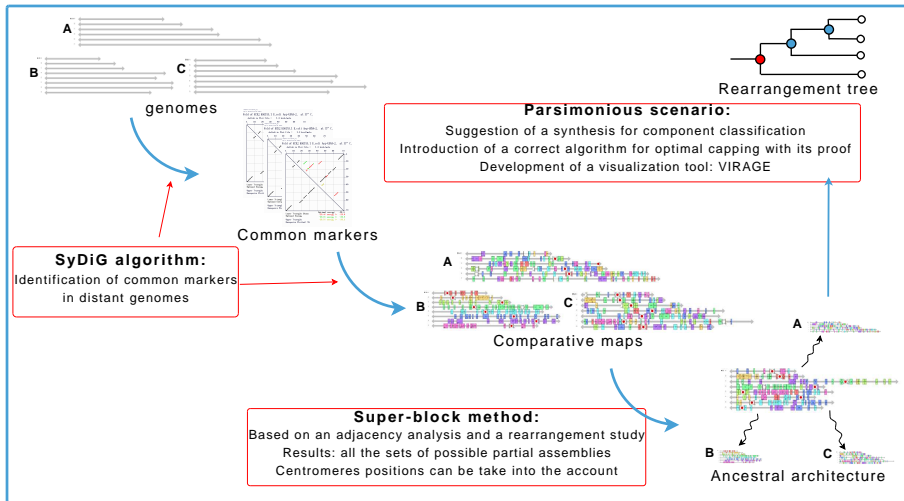 A
B
C
genomes
Rearrangement tree
Parsimonious scenario:
Suggestion of a synthesis for component classification
Introduction of a correct algorithm for optimal capping with its proof
Development of a visualization tool: VIRAGE
Common markers
SyDiG algorithm:
Identification of common markers
in distant genomes
A
B
C
Comparative maps
Super-block method:
Based on an adjacency analysis and a rearrangement study
Results: all the sets of possible partial assemblies
Centromeres positions can be take into the account
A
B
C
Ancestral architecture